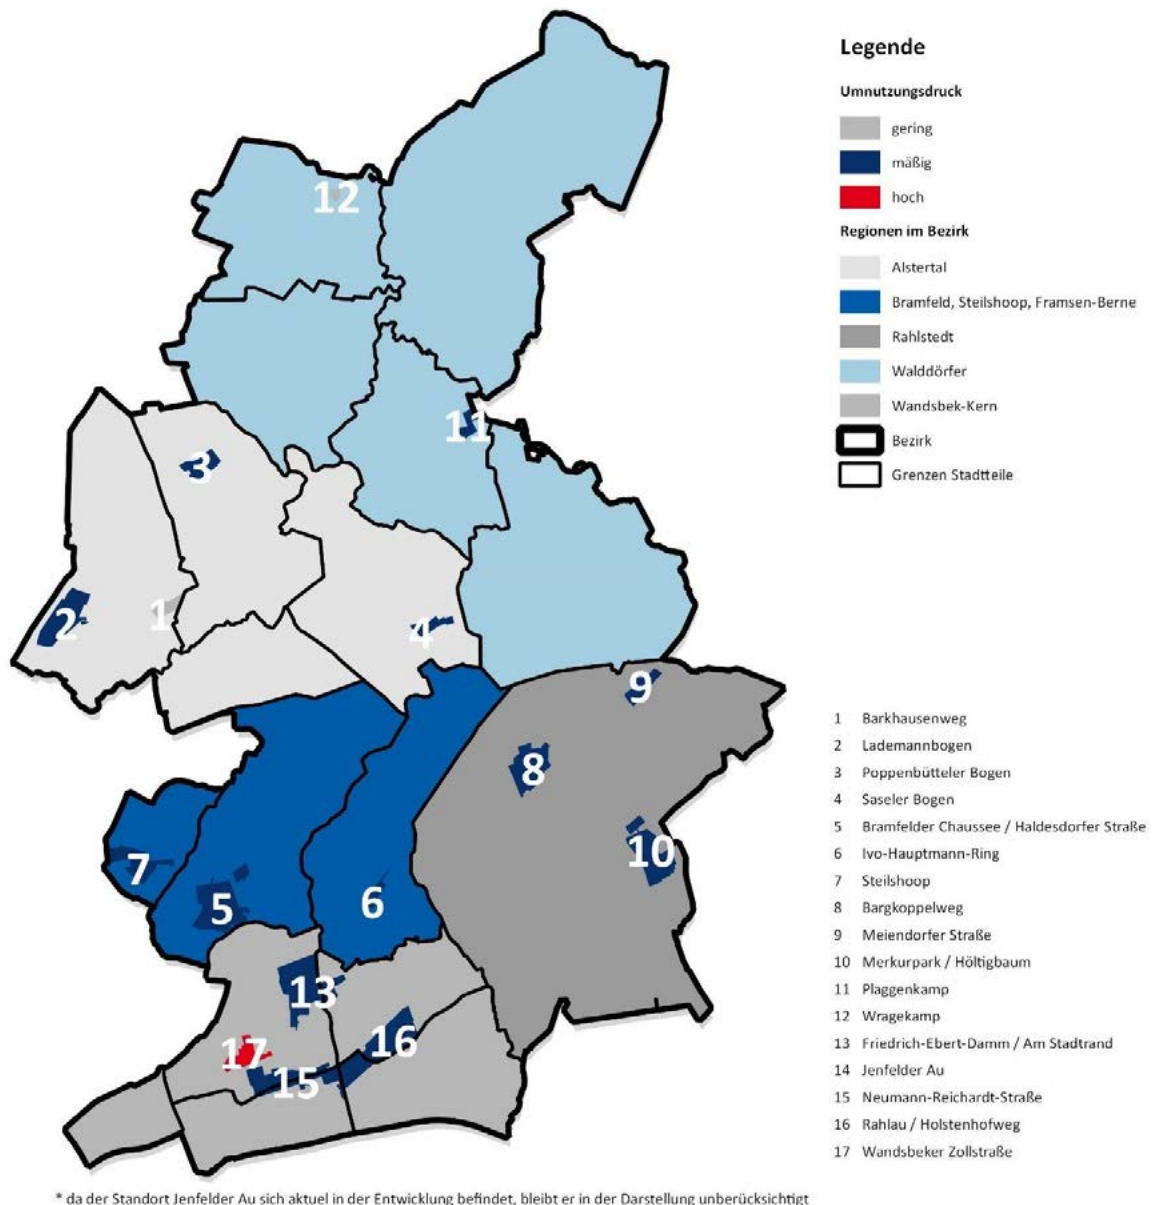 Legende
Umnutzungsdruck
gering
mäßig
hoch
Regionen im Bezirk
Alstertal
Bramfeld, Steilshoop, Framsen-Berne
Rahlstedt
Walddörfer
Wandsbek-Kern
Bezirk
Grenzen Stadtteile
12
11
3
2
1
4
9
8
7
10
5
6
13
16
17
15
1 Barkhausenweg
2 Lademannbogen
3 Poppenbütteler Bogen
4 Saseler Bogen
5 Bramfelder Chaussee / Haldesdorfer Straße
6 Ivo-Hauptmann-Ring
7 Steilshoop
8 Bargkoppelweg
9 Meiendorfer Straße
10 Merkurpark / Höltigbaum
11 Plaggenkamp
12 Wragekamp
13 Friedrich-Ebert-Damm / Am Stadtrand
14 Jenfelder Au
15 Neumann-Reichardt-Straße
16 Rahlau / Holstenhofweg
17 Wandsbeker Zollstraße
* da der Standort Jenfelder Au sich aktuel in der Entwicklung befindet, bleibt er in der Darstellung unberücksichtigt